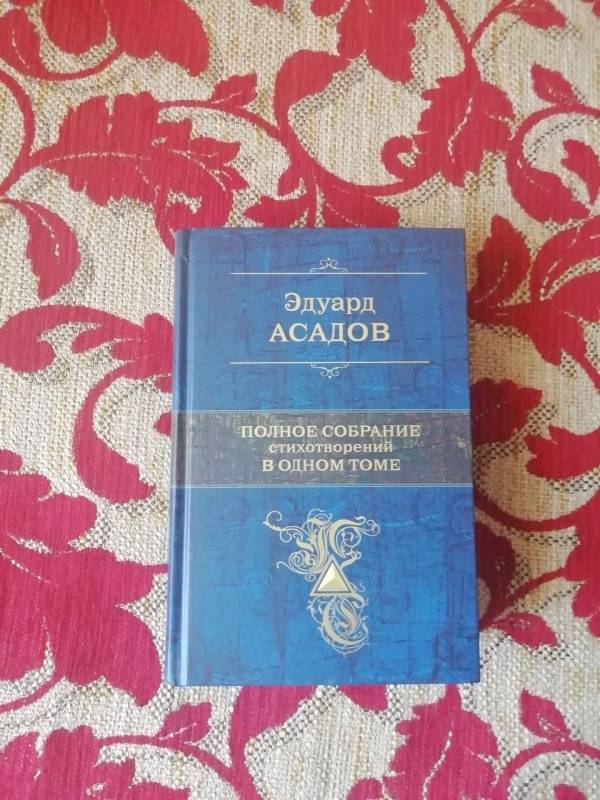 Эдуард
АСАДОВ
ПОЛНОЕ СОБРАНИЕ
стихотворений
В ОДНОМ ТОМЕ